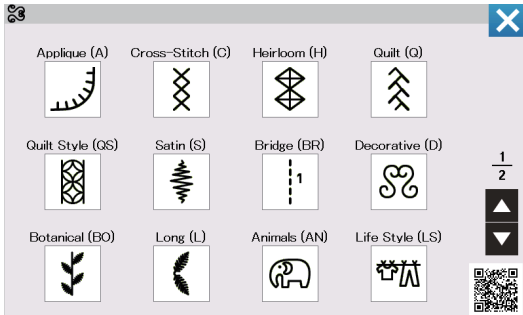 Applique (A) Cross-Stitch (C) Heirloom (H) Quilt (Q)
1
Quilt Style (QS) Satin (S) Bridge (BR) Decorative (D)
1
2
Botanical (BO) Long (L) Animals (AN) Life Style (LS)